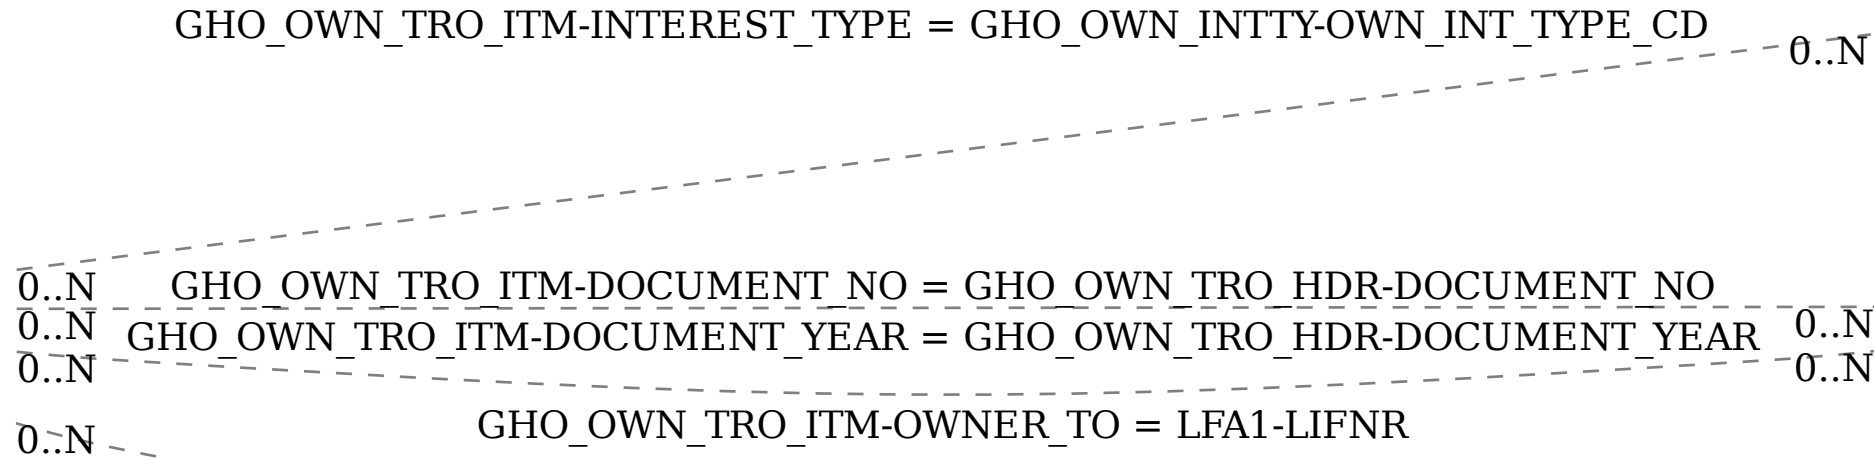 GHO_OWN_TRO_ITM-INTEREST_TYPE = GHO_OWN_INTTY-OWN_INT_TYPE_CD
0..N
0..N
GHO_OWN_TRO_ITM-DOCUMENT_NO = GHO_OWN_TRO_HDR-DOCUMENT_NO
0..N
0..N
GHO_OWN_TRO_ITM-DOCUMENT_YEAR = GHO_OWN_TRO_HDR-DOCUMENT_YEAR
0..N
0..N
GHO_OWN_TRO_ITM-OWNER_TO = LFA1-LIFNR
0..N